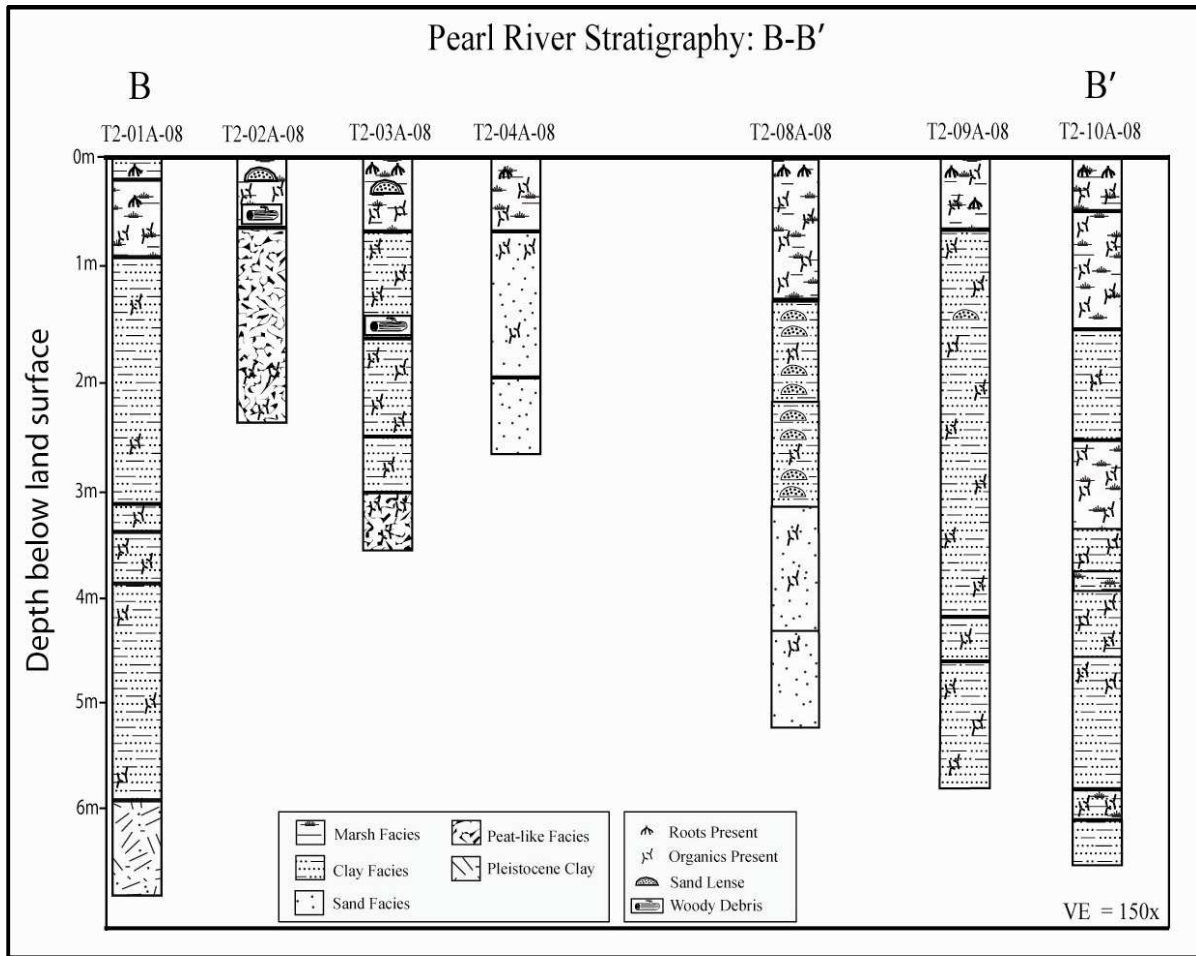 Pearl River Stratigraphy: B-B'
B
B'
T2-01A-08
T2-02A-08
T2-03A-08
T2-04A-08
T2-08A-08
T2-09A-08
T2-10A-08
0m
1m
2m
3m
4m
5m
6m
Depth below land surface
Marsh Facies
Clay Facies
Sand Facies
Peat-like Facies
Pleistocene Clay
Roots Present
Organics Present
Sand Lense
Woody Debris
VE = 150x